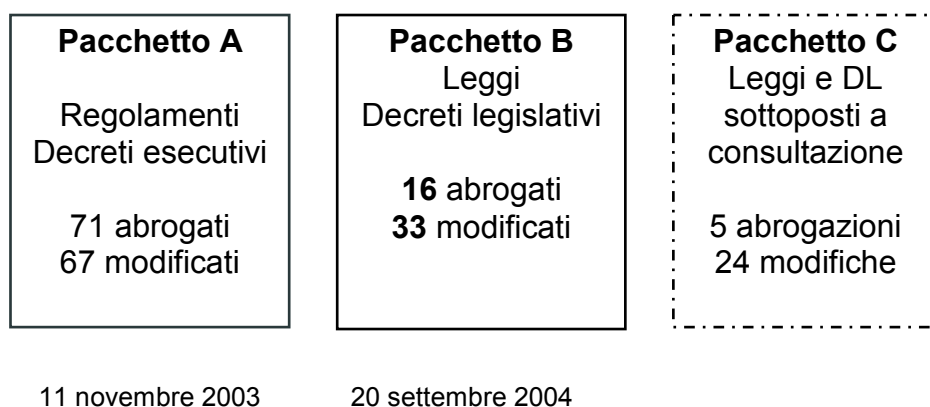 Pacchetto A
Regolamenti
Decreti esecutivi
71 abrogati
67 modificati
Pacchetto B
Leggi
Decreti legislativi
16 abrogati
33 modificati
Pacchetto C
Leggi e DL
sottoposti a
consultazione
5 abrogazioni
24 modifiche
11 novembre 2003
20 settembre 2004